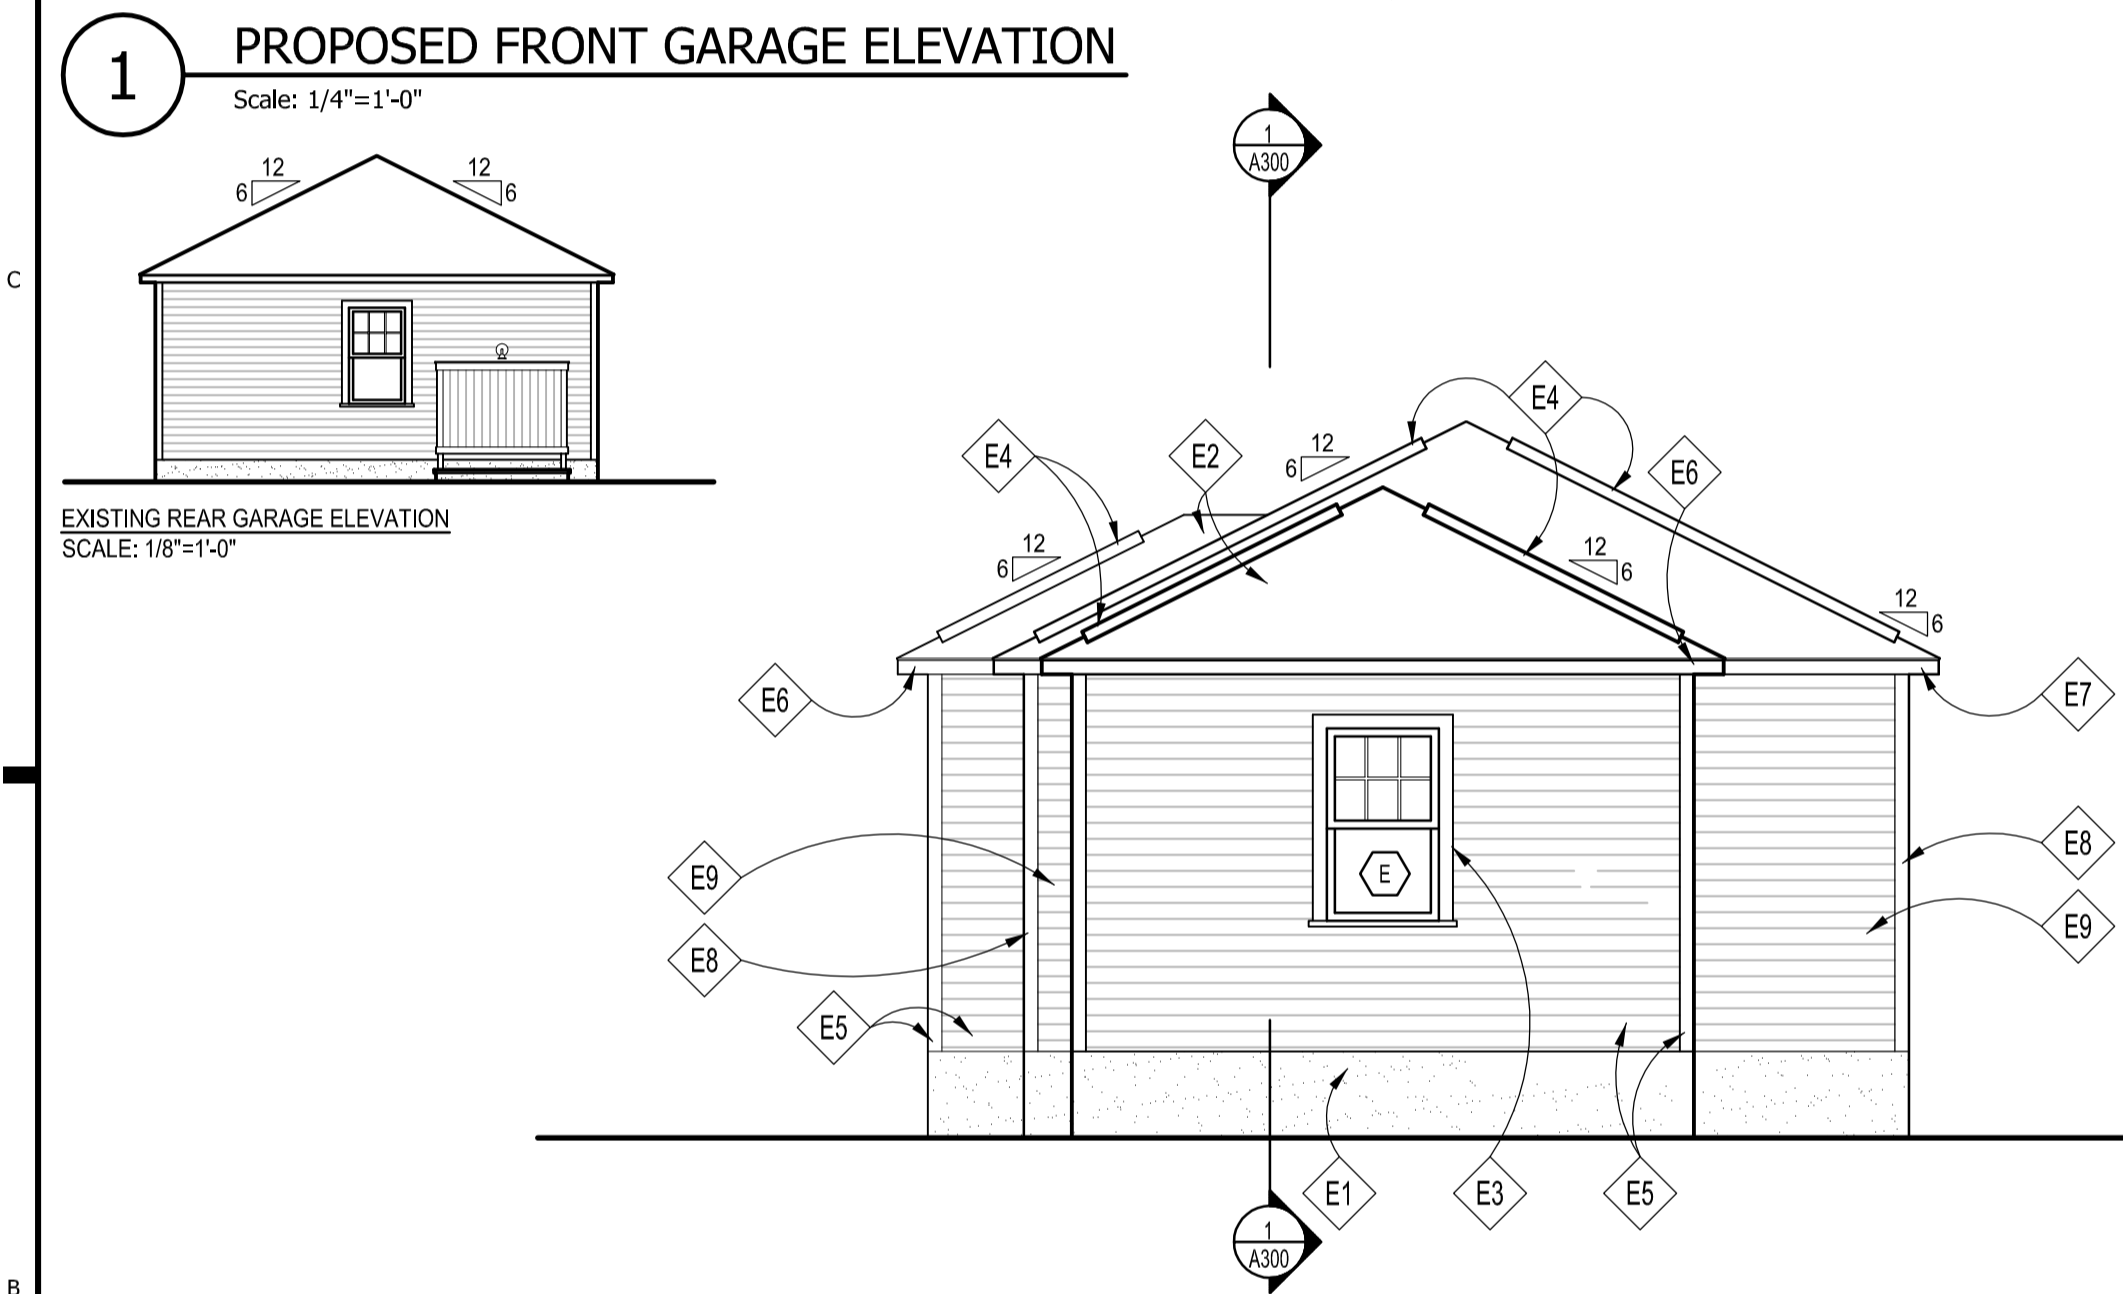 1
PROPOSED FRONT GARAGE ELEVATION
Scale: 1/4"=1'-0"
1
A300
12
6
12
6
C
EXISTING REAR GARAGE ELEVATION
SCALE: 1/8"=1'-0"
E4
E4
E2
12
6
E6
12
6
12
6
12
6
E6
E7
E
E9
E8
E8
E9
E5
E1
E3
E5
1
A300
B